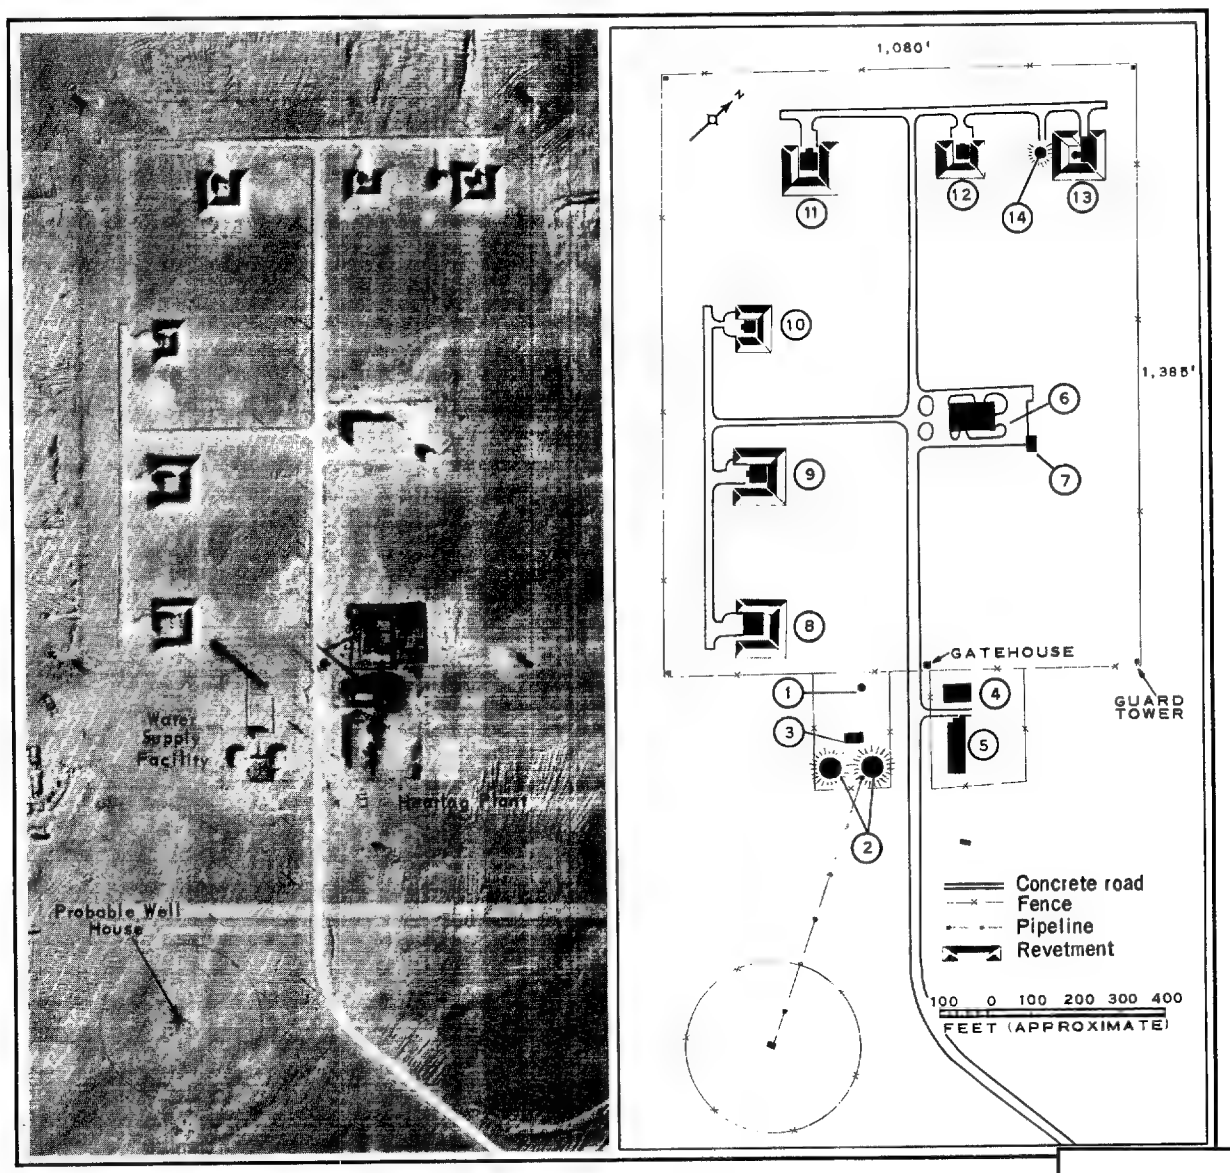 Water
Supply
Facility
Heating Plant
Probable Well
House
1,080'
N
11
12
14
13
10
1,385'
6
9
7
8
GATEHOUSE
1
4
GUARD
TOWER
3
5
2
Concrete road
Fence
Pipeline
Revetment
100 0 100 200 300 400
FEET (APPROXIMATE)